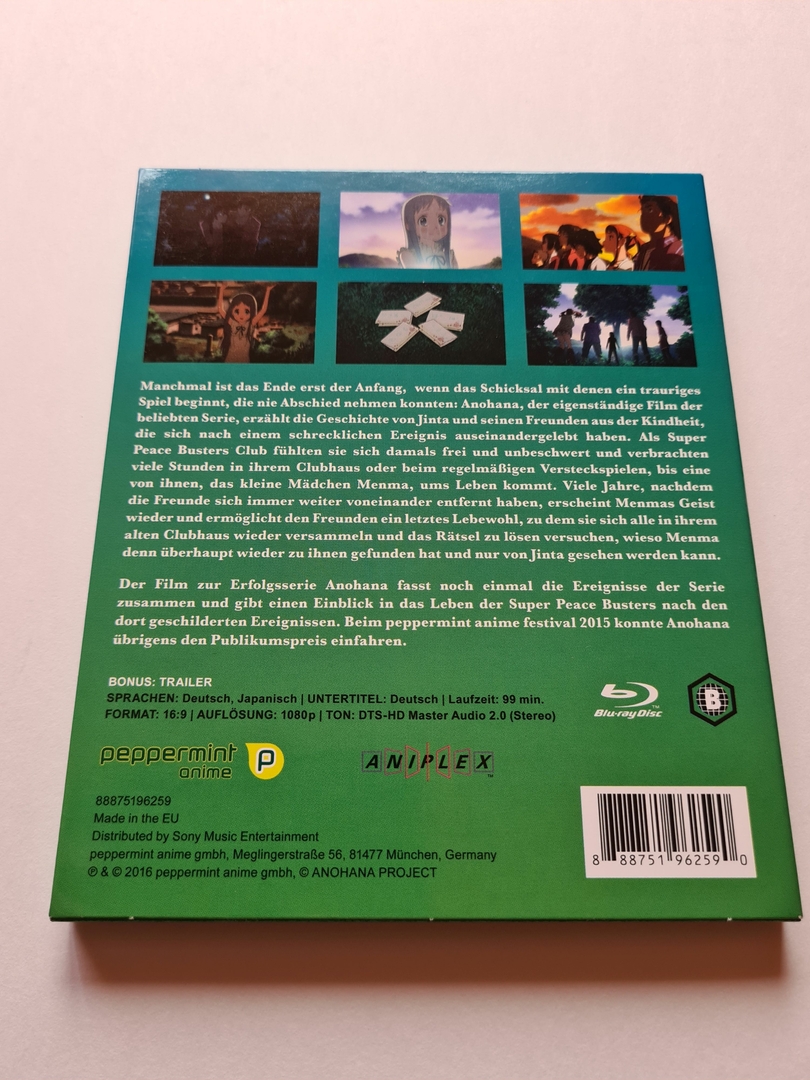 Manchmal ist das Ende erst der Anfang, wenn das Schicksal mit denen ein trauriges
Spiel beginnt, die nie Abschied nehmen konnten: Anohana, der eigenständige Film der
beliebten Serie, erzählt die Geschichte von Jinta und seinen Freunden aus der Kindheit,
die sich nach einem schrecklichen Ereignis auseinandergelebt haben. Als Super
Peace Busters Club fühlten sie sich damals frei und unbeschwert und verbrachten
viele Stunden in ihrem Clubhaus oder beim regelmäßigen Versteckspielen, bis eine
von ihnen, das kleine Mädchen Menma, ums Leben kommt. Viele Jahre, nachdem
die Freunde sich immer weiter voneinander entfernt haben, erscheint Menmas Geist
wieder und ermöglicht den Freunden ein letztes Lebewohl, zu dem sie sich alle in ihrem
alten Clubhaus wieder versammeln und das Rätsel zu lösen versuchen, wieso Menma
denn überhaupt wieder zu ihnen gefunden hat und nur von Jinta gesehen werden kann.
Der Film zur Erfolgsserie Anohana fasst noch einmal die Ereignisse der Serie
zusammen und gibt einen Einblick in das Leben der Super Peace Busters nach den
dort geschilderten Ereignissen. Beim peppermint anime festival 2015 konnte Anohana
übrigens den Publikumspreis einfahren.
BONUS: TRAILER
SPRACHEN: Deutsch, Japanisch | UNTERTITEL: Deutsch | Laufzeit: 99 min.
FORMAT: 16:9 | AUFLÖSUNG: 1080p | TON: DTS-HD Master Audio 2.0 (Stereo)
Blu-ray Disc™
B
peppermint anime p
ANIPLEX™
88875196259
Made in the EU
Distributed by Sony Music Entertainment
peppermint anime gmbh, Meglingerstraße 56, 81477 München, Germany
℗ & © 2016 peppermint anime gmbh, © ANOHANA PROJECT
8 88751 96259 0